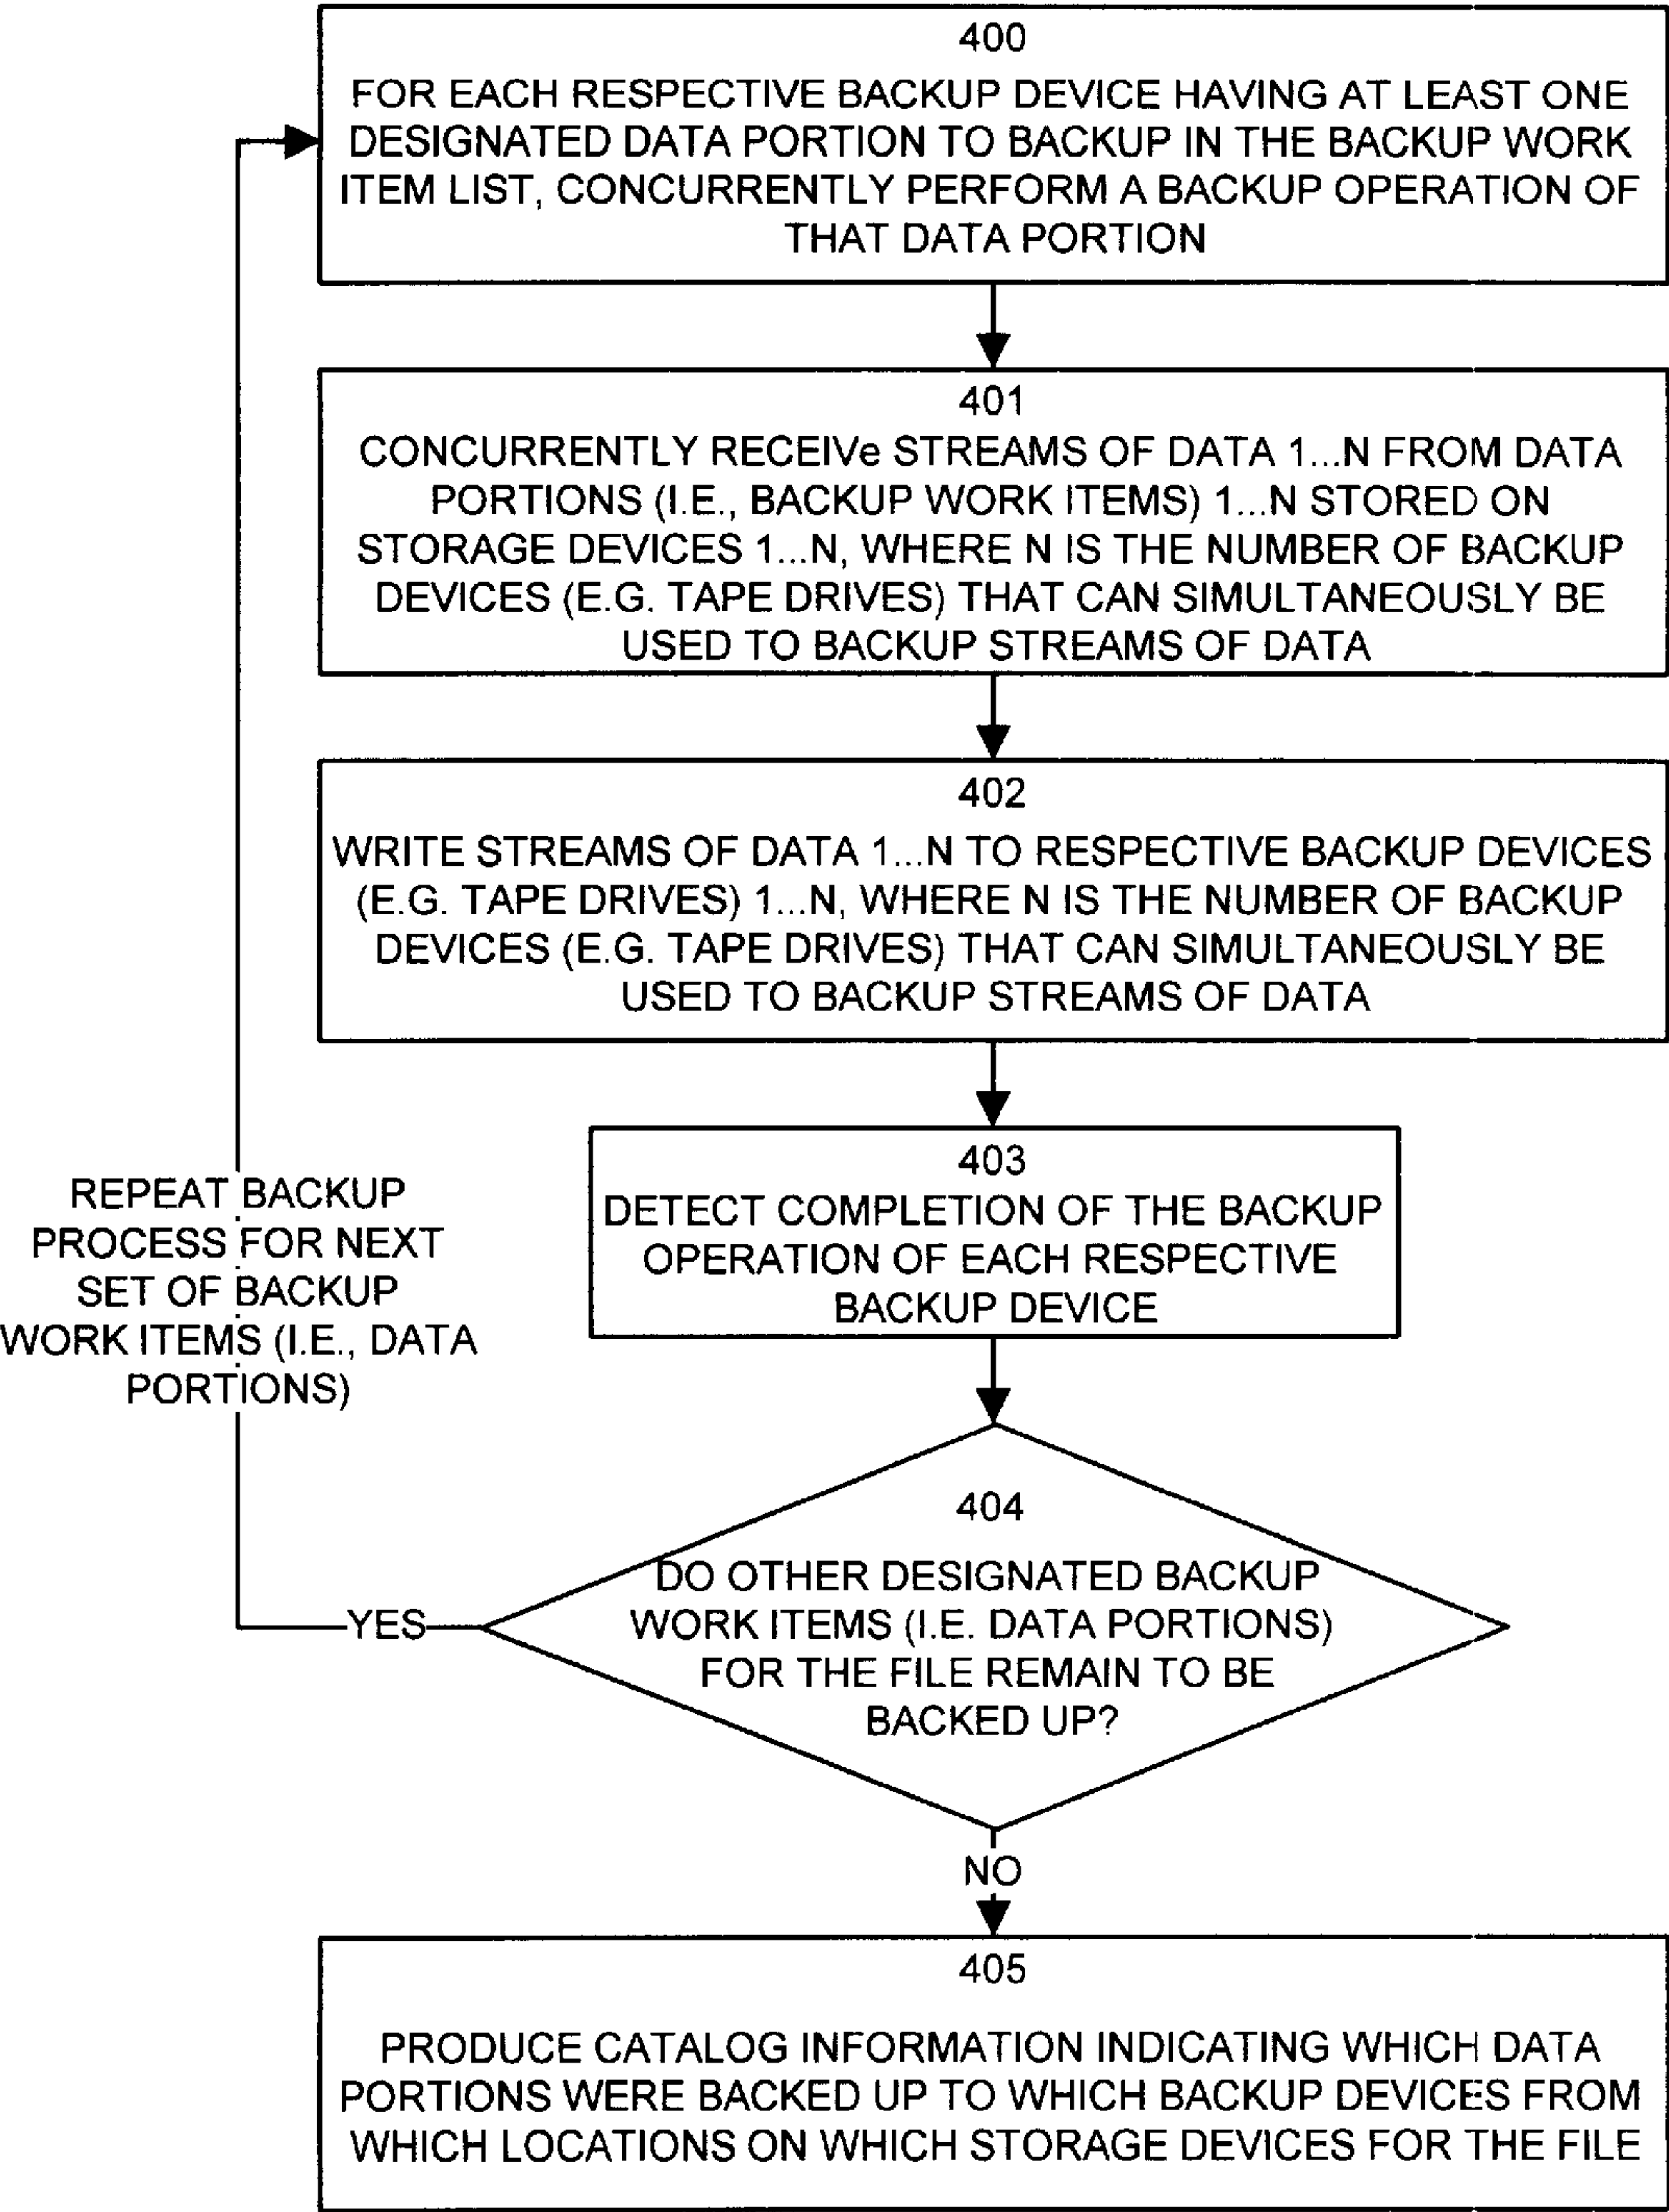 400
FOR EACH RESPECTIVE BACKUP DEVICE HAVING AT LEAST ONE
DESIGNATED DATA PORTION TO BACKUP IN THE BACKUP WORK
ITEM LIST, CONCURRENTLY PERFORM A BACKUP OPERATION OF
THAT DATA PORTION
401
CONCURRENTLY RECEIVe STREAMS OF DATA 1...N FROM DATA
PORTIONS (I.E., BACKUP WORK ITEMS) 1...N STORED ON
STORAGE DEVICES 1...N, WHERE N IS THE NUMBER OF BACKUP
DEVICES (E.G. TAPE DRIVES) THAT CAN SIMULTANEOUSLY BE
USED TO BACKUP STREAMS OF DATA
402
WRITE STREAMS OF DATA 1...N TO RESPECTIVE BACKUP DEVICES
(E.G. TAPE DRIVES) 1...N, WHERE N IS THE NUMBER OF BACKUP
DEVICES (E.G. TAPE DRIVES) THAT CAN SIMULTANEOUSLY BE
USED TO BACKUP STREAMS OF DATA
403
DETECT COMPLETION OF THE BACKUP
OPERATION OF EACH RESPECTIVE
BACKUP DEVICE
REPEAT BACKUP
PROCESS FOR NEXT
SET OF BACKUP
WORK ITEMS (I.E., DATA
PORTIONS)
404
DO OTHER DESIGNATED BACKUP
WORK ITEMS (I.E. DATA PORTIONS)
FOR THE FILE REMAIN TO BE
BACKED UP?
YES
NO
405
PRODUCE CATALOG INFORMATION INDICATING WHICH DATA
PORTIONS WERE BACKED UP TO WHICH BACKUP DEVICES FROM
WHICH LOCATIONS ON WHICH STORAGE DEVICES FOR THE FILE